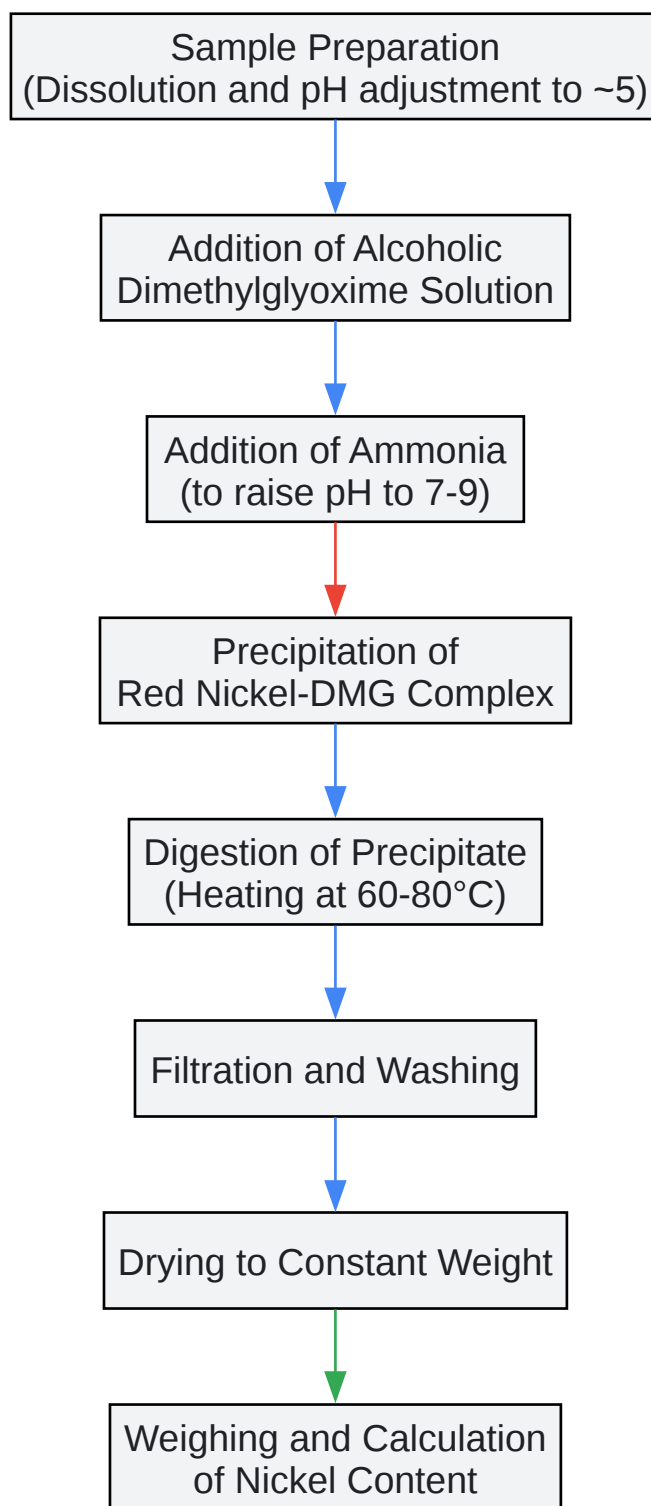 Sample Preparation
(Dissolution and pH adjustment to ~5)
Addition of Alcoholic
Dimethylglyoxime Solution
Addition of Ammonia
(to raise pH to 7-9)
Precipitation of
Red Nickel-DMG Complex
Digestion of Precipitate
(Heating at 60-80°C)
Filtration and Washing
Drying to Constant Weight
Weighing and Calculation
of Nickel Content